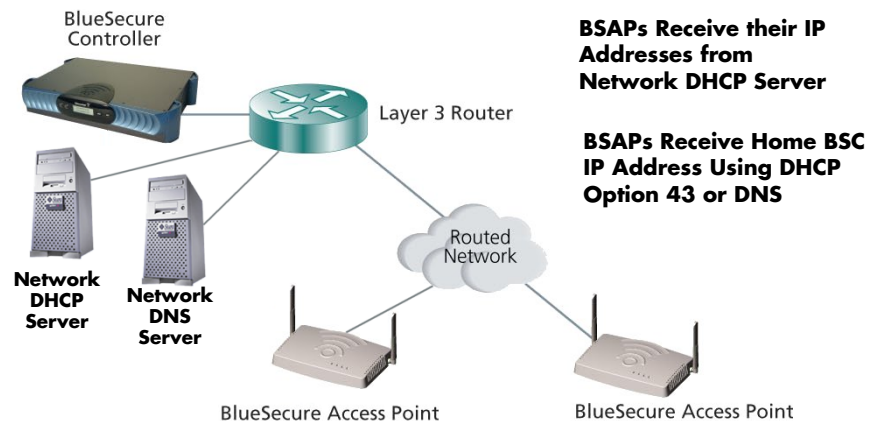 BlueSecure
Controller
BSAPs Receive their IP
Addresses from
Network DHCP Server
Layer 3 Router
BSAPs Receive Home BSC
IP Address Using DHCP
Option 43 or DNS
Routed
Network
Network
DHCP
Server
Network
DNS
Server
BlueSecure Access Point
BlueSecure Access Point